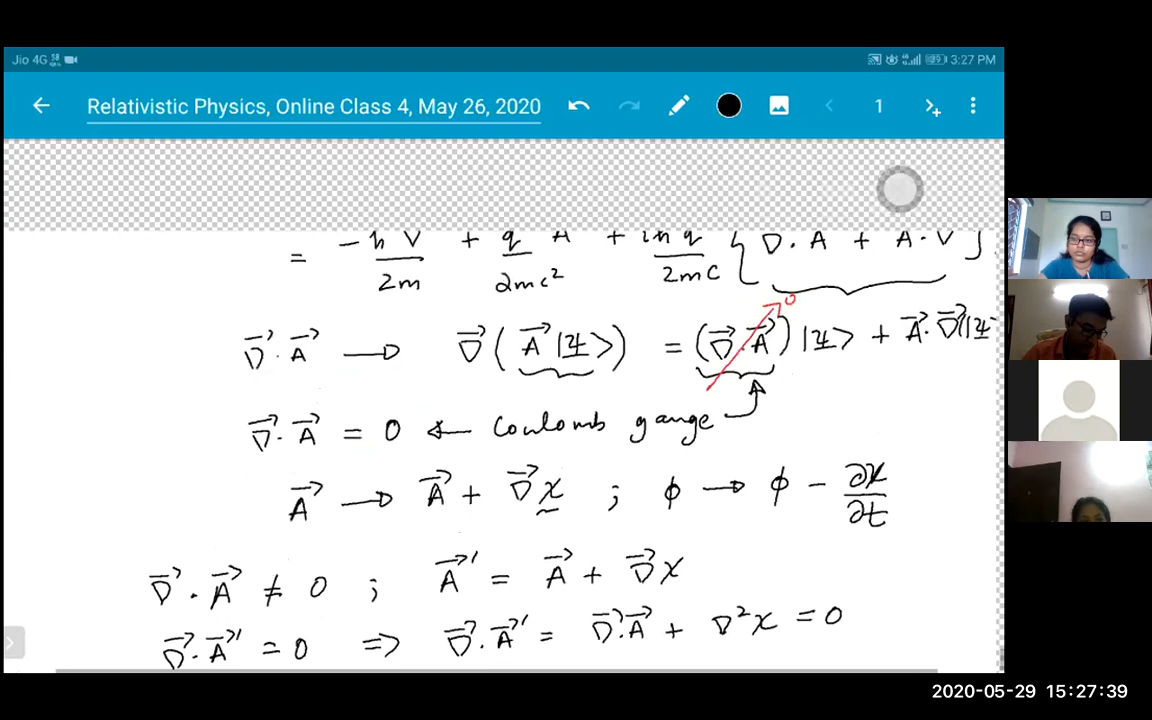 Jio 4G 3:27 PM
Relativistic Physics, Online Class 4, May 26, 2020 1
= -ħ ∇ / 2m + q A / 2mc² + iħq / 2mc { ∇·A + A·∇ }
∇⃗·A⃗ → ∇⃗(A⃗|Ψ>) = (∇⃗·A⃗)|Ψ> + A⃗·∇⃗(|Ψ 0
∇⃗·A⃗ = 0 ← Coulomb gauge
A⃗ → A⃗ + ∇⃗χ ; ϕ → ϕ - ∂χ/∂t
∇⃗·A⃗ ≠ 0 ; A⃗' = A⃗ + ∇⃗χ
∇⃗·A⃗' = 0 => ∇⃗·A⃗' = ∇⃗·A⃗ + ∇²χ = 0
2020-05-29 15:27:39